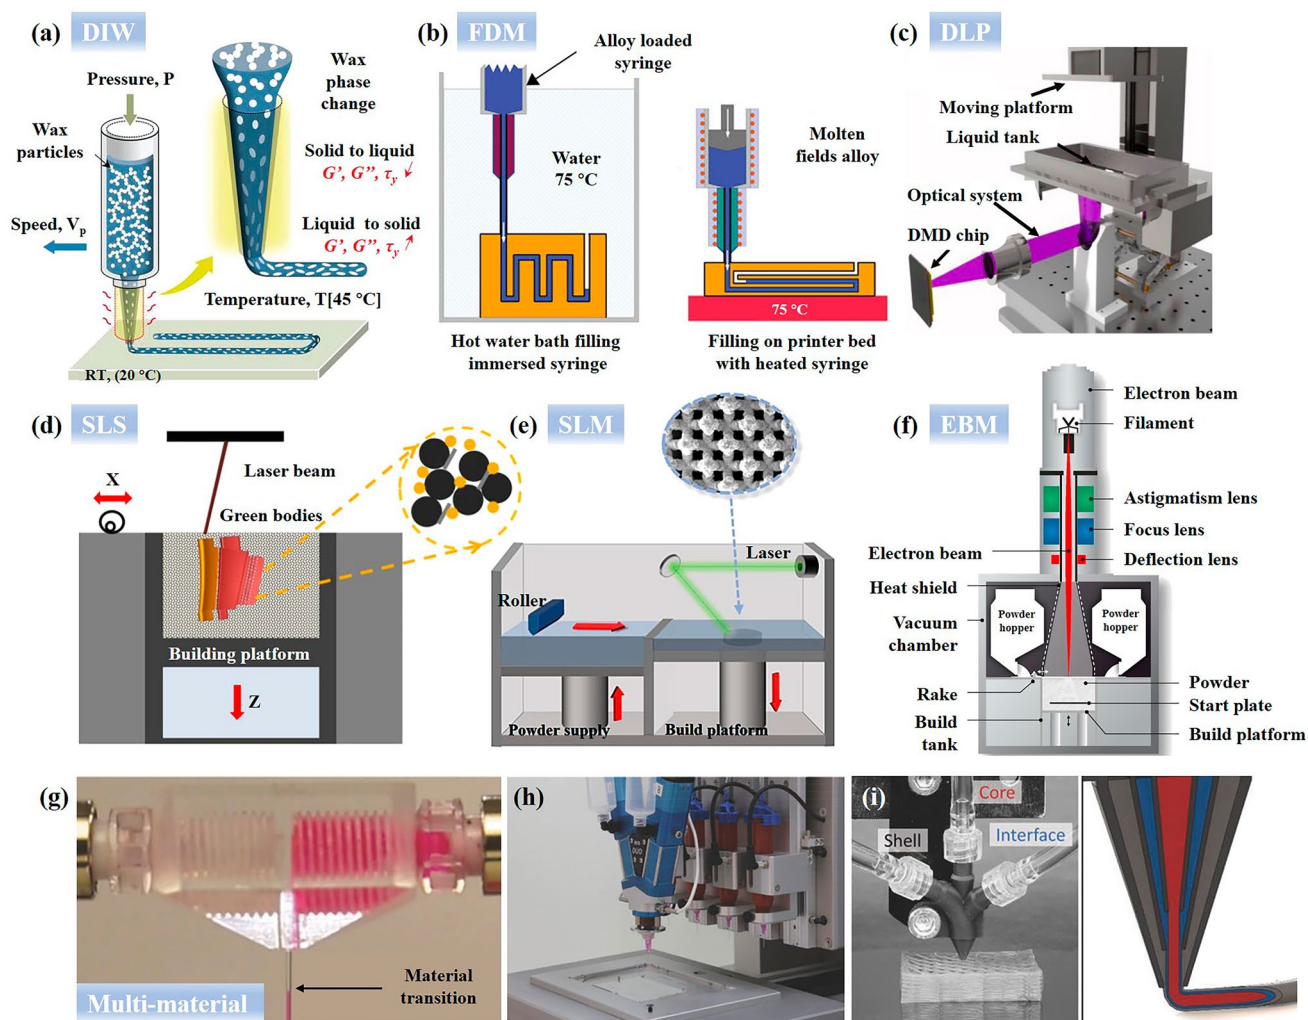 (a) DIW
Pressure, P
Wax
particles
Speed, Vₚ
Wax
phase
change
Solid to liquid
G’, G”, τᵧ
Liquid to solid
G’, G”, τᵧ
Temperature, T[45 °C]
RT, (20 °C)
(b) FDM
Alloy loaded
syringe
Water
75 °C
Molten
fields alloy
75 °C
Hot water bath filling
immersed syringe
Filling on printer bed
with heated syringe
(c) DLP
Moving platform
Liquid tank
Optical system
DMD chip
(d) SLS
X
Laser beam
Green bodies
Building platform
Z
(e) SLM
Laser
Roller
Powder supply
Build platform
(f) EBM
Electron beam
Filament
Astigmatism lens
Focus lens
Electron beam
Deflection lens
Heat shield
Vacuum
chamber
Powder
hopper
Powder
hopper
Rake
Powder
Start plate
Build
tank
Build platform
(g)
Material
transition
Multi-material
(h)
DUO
(i)
Core
Shell
Interface